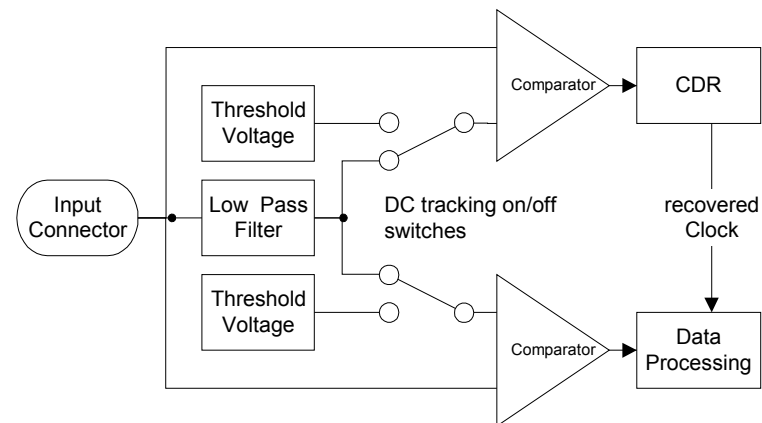 Comparator
CDR
Threshold
Voltage
Input
Connector
Low Pass
Filter
DC tracking on/off
switches
recovered
Clock
Threshold
Voltage
Comparator
Data
Processing